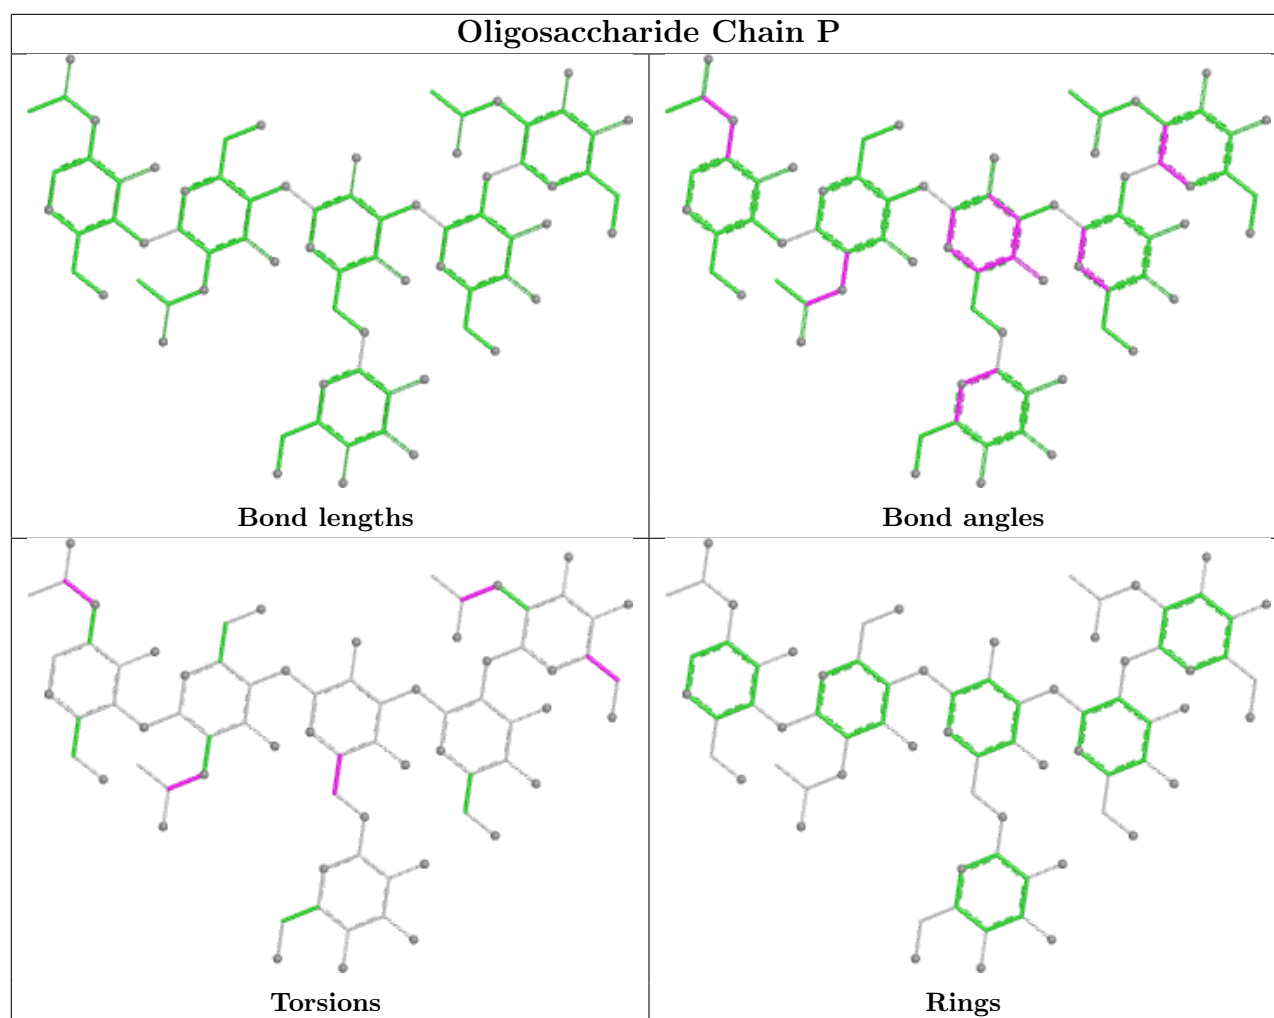 Oligosaccharide Chain P
Bond lengths
Bond angles
Torsions
Rings